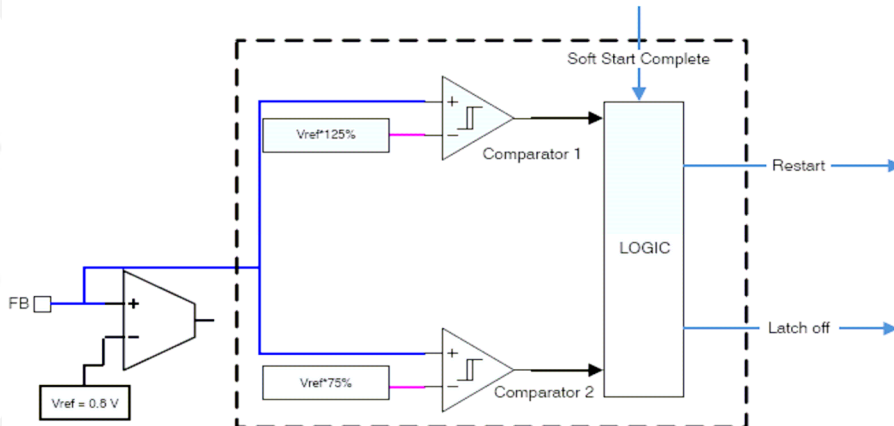 Soft Start Complete
+
Vref*125%
−
Comparator 1
Restart
LOGIC
FB
+
−
Latch off
+
Vref*75%
−
Comparator 2
Vref = 0.8 V